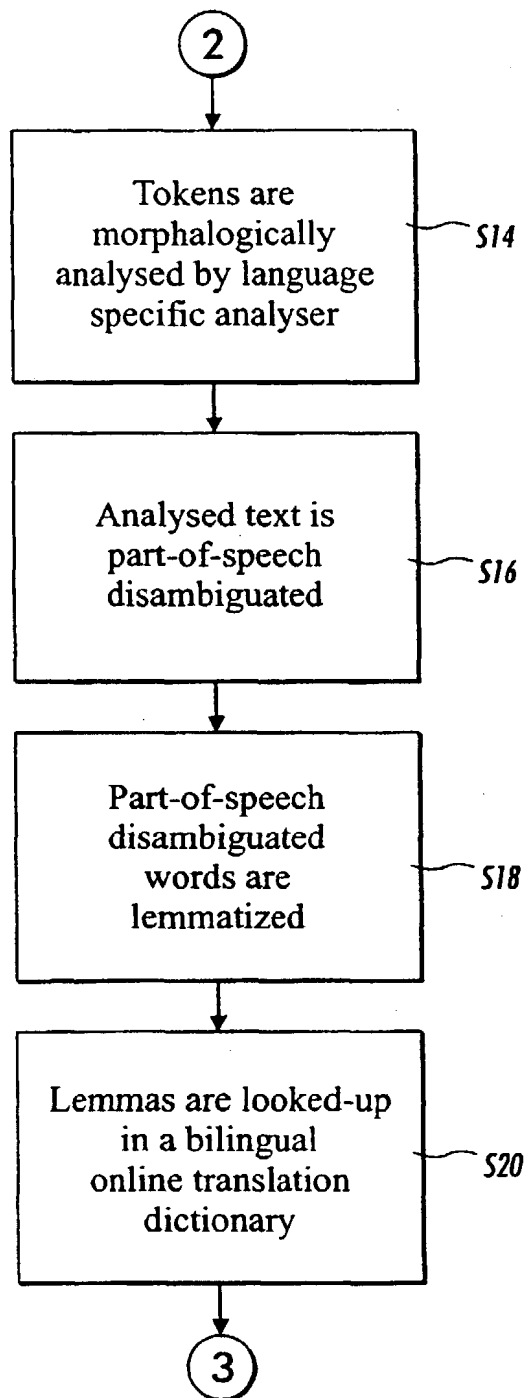 2
Tokens are
morphalogically
analysed by language
specific analyser
S14
Analysed text is
part-of-speech
disambiguated
S16
Part-of-speech
disambiguated
words are
lemmatized
S18
Lemmas are looked-up
in a bilingual
online translation
dictionary
S20
3